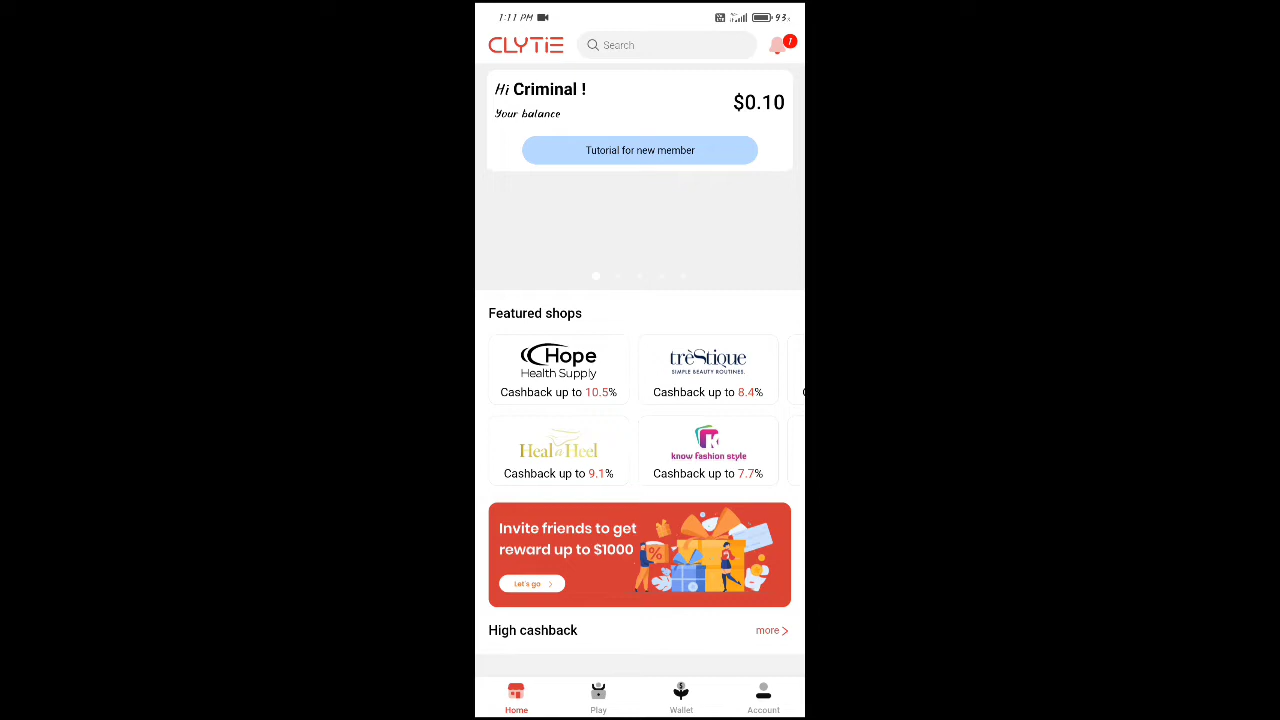 1:11 PM 93
CLYTiE Search 1
Hi Criminal !
$0.10
Your balance
Tutorial for new member
Featured shops
Hope
Health Supply
Cashback up to 10.5%
trèStique
SIMPLE BEAUTY ROUTINES.
Cashback up to 8.4%
Heal a Heel
Cashback up to 9.1%
know fashion style
Cashback up to 7.7%
Invite friends to get
reward up to $1000
Let's go
High cashback more
Home Play Wallet Account